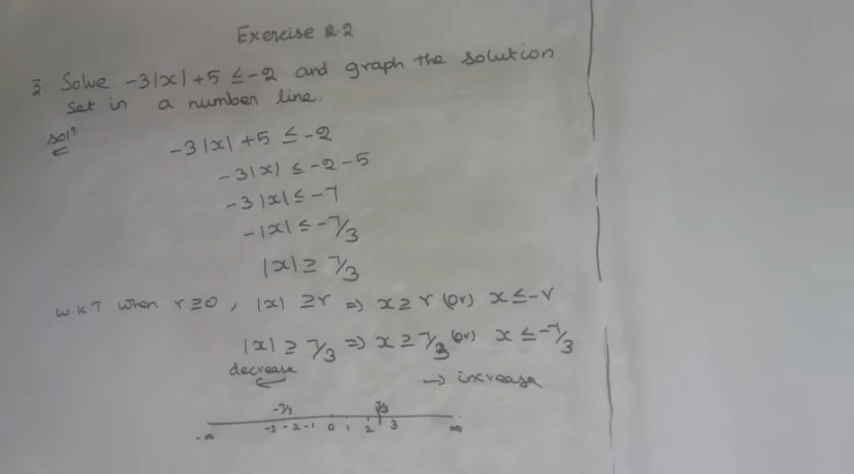 Exercise 2.2
3. Solve -3|x| + 5 ≤ -2 and graph the solution
set in a number line.
Solⁿ
-3|x| + 5 ≤ -2
-3|x| ≤ -2 - 5
-3|x| ≤ -7
-|x| ≤ -7/3
|x| ≥ 7/3
W.K.T when r ≥ 0, |x| ≥ r ⇒ x ≥ r (or) x ≤ -r
|x| ≥ 7/3 ⇒ x ≥ 7/3 (or) x ≤ -7/3
decrease → increase
←
-7/3 7/3
-∞ -3 -2 -1 0 1 2 3 ∞